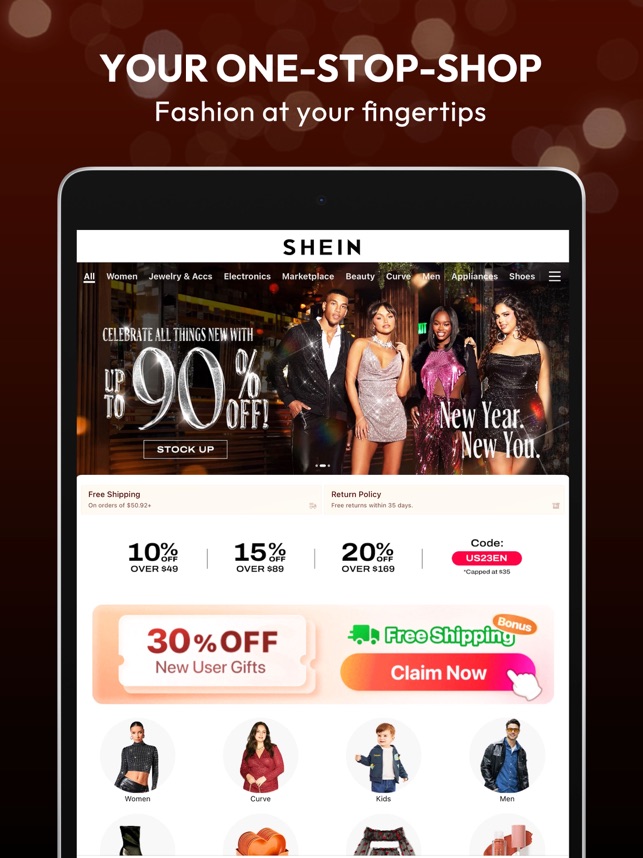 YOUR ONE-STOP-SHOP
Fashion at your fingertips
SHEIN
All Women Jewelry & Accs Electronics Marketplace Beauty Curve Men Appliances Shoes
CELEBRATE ALL THINGS NEW WITH
UP TO 90% OFF!
STOCK UP
New Year.
New You.
Free Shipping
On orders of $50.92+
Return Policy
Free returns within 35 days.
10% OFF
OVER $49
15% OFF
OVER $89
20% OFF
OVER $169
Code:
US23EN
*Capped at $35
30% OFF
New User Gifts
Bonus
Free Shipping
Claim Now
Women
Curve
Kids
Men